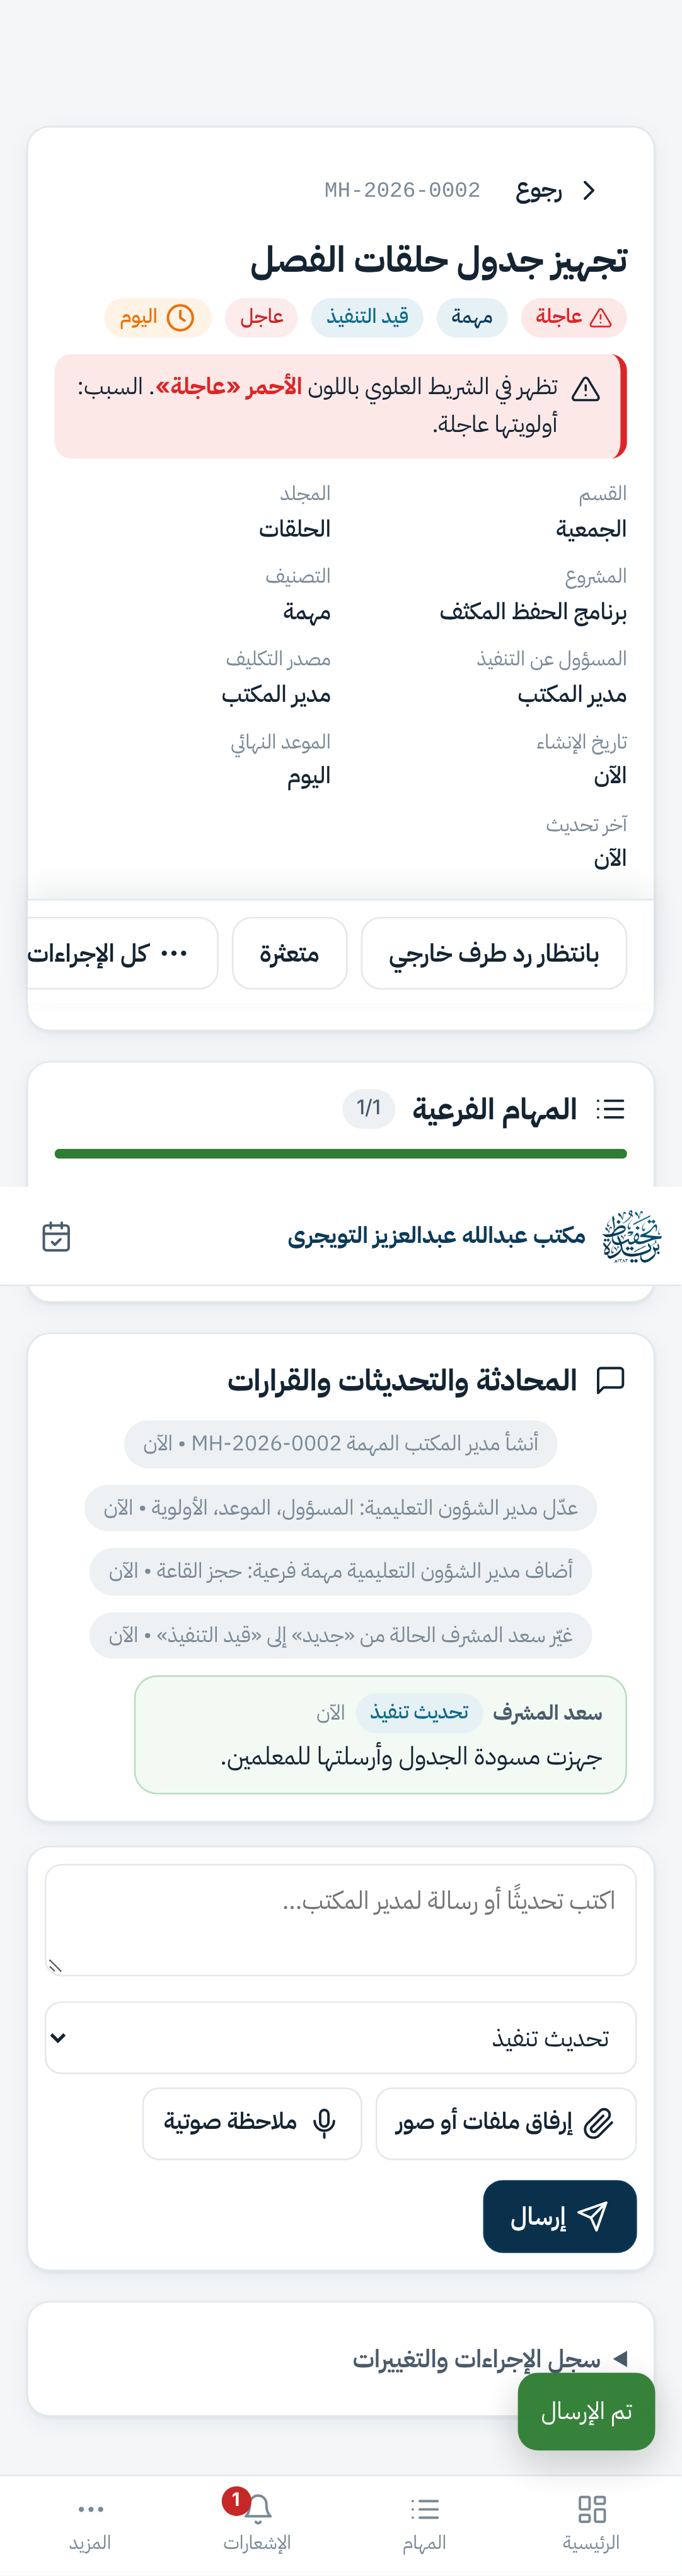 رجوع MH-2026-0002
تجهيز جدول حلقات الفصل
عاجلة مهمة قيد التنفيذ عاجل اليوم
تظهر في الشريط العلوي باللون الأحمر «عاجلة». السبب:
أولويتها عاجلة.
القسم المجلد
الجمعية الحلقات
المشروع التصنيف
برنامج الحفظ المكثف مهمة
المسؤول عن التنفيذ مصدر التكليف
مدير المكتب مدير المكتب
تاريخ الإنشاء الموعد النهائي
الآن اليوم
آخر تحديث
الآن
بانتظار رد طرف خارجي متعثرة ••• كل الإجراءات
المهام الفرعية 1/1
مكتب عبدالله عبدالعزيز التويجري
المحادثة والتحديثات والقرارات
أنشأ مدير المكتب المهمة MH-2026-0002 • الآن
عدّل مدير الشؤون التعليمية: المسؤول، الموعد، الأولوية • الآن
أضاف مدير الشؤون التعليمية مهمة فرعية: حجز القاعة • الآن
غيّر سعد المشرف الحالة من «جديد» إلى «قيد التنفيذ» • الآن
سعد المشرف تحديث تنفيذ الآن
جهزت مسودة الجدول وأرسلتها للمعلمين.
اكتب تحديثًا أو رسالة لمدير المكتب...
تحديث تنفيذ
إرفاق ملفات أو صور ملاحظة صوتية
إرسال
سجل الإجراءات والتغييرات
تم الإرسال
1
الرئيسية المهام الإشعارات المزيد